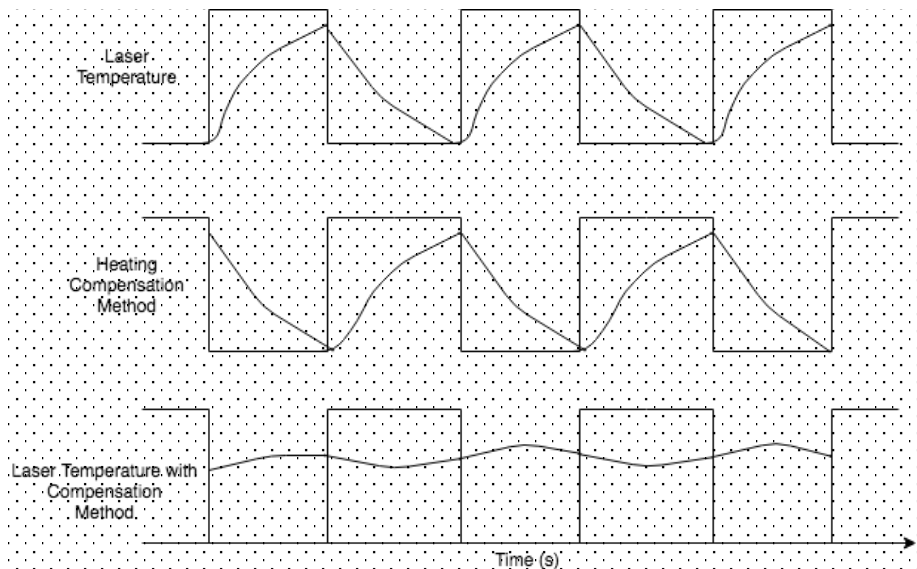 Laser
Temperature
Heating
Compensation
Method
Laser Temperature with
Compensation
Method.
Time (s)